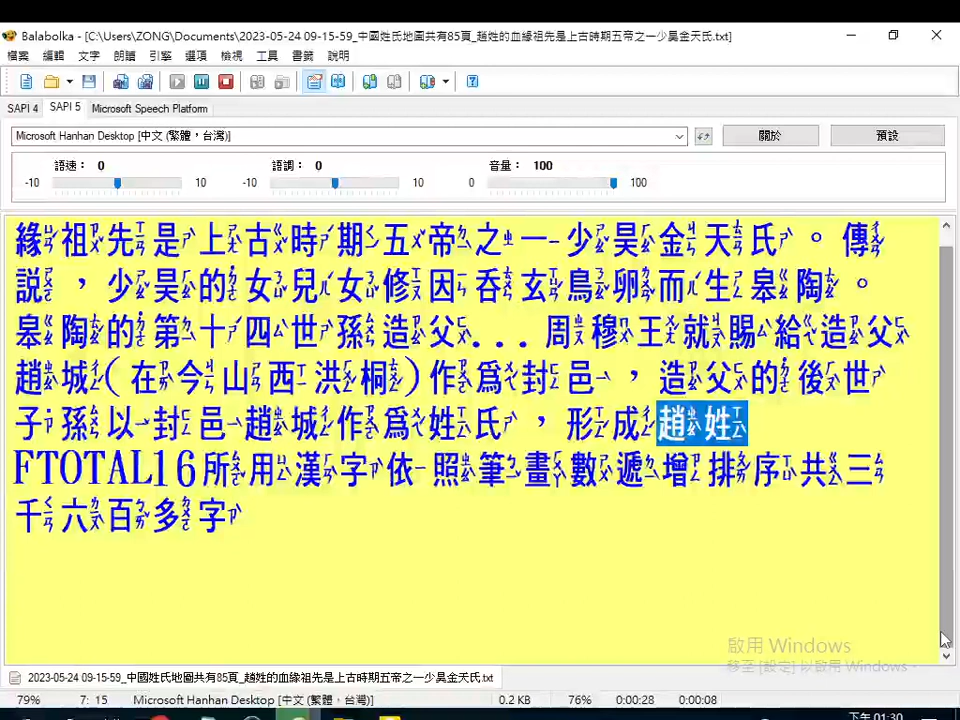 Balabolka - [C:\Users\ZONG\Documents\2023-05-24 09-15-59_中國姓氏地圖共有85頁_趙姓的血緣祖先是上古時期五帝之一少昊金天氏.txt]
檔案 編輯 文字 朗讀 引擎 選項 檢視 工具 書籤 說明
SAPI 4 SAPI 5 Microsoft Speech Platform
Microsoft Hanhan Desktop [中文 (繁體，台灣)] 關於 預設
語速： 0 語調： 0 音量： 100
-10 10 -10 10 0 100
緣祖先是上古時期五帝之一少昊金天氏。傳
說，少昊的女兒女修因吞玄鳥卵而生皋陶。
皋陶的第十四世孫造父...周穆王就賜給造父
趙城(在今山西洪桐)作為封邑，造父的後世
子孫以封邑趙城作為姓氏，形成趙姓
FTOTAL16所用漢字依照筆畫數遞增排序共三
千六百多字
啟用 Windows
移至 [設定] 以啟用 Windows。
2023-05-24 09-15-59_中國姓氏地圖共有85頁_趙姓的血緣祖先是上古時期五帝之一少昊金天氏.txt
79% 7: 15 Microsoft Hanhan Desktop [中文 (繁體，台灣)] 0.2 KB 76% 0:00:28 0:00:08
下午 01:30